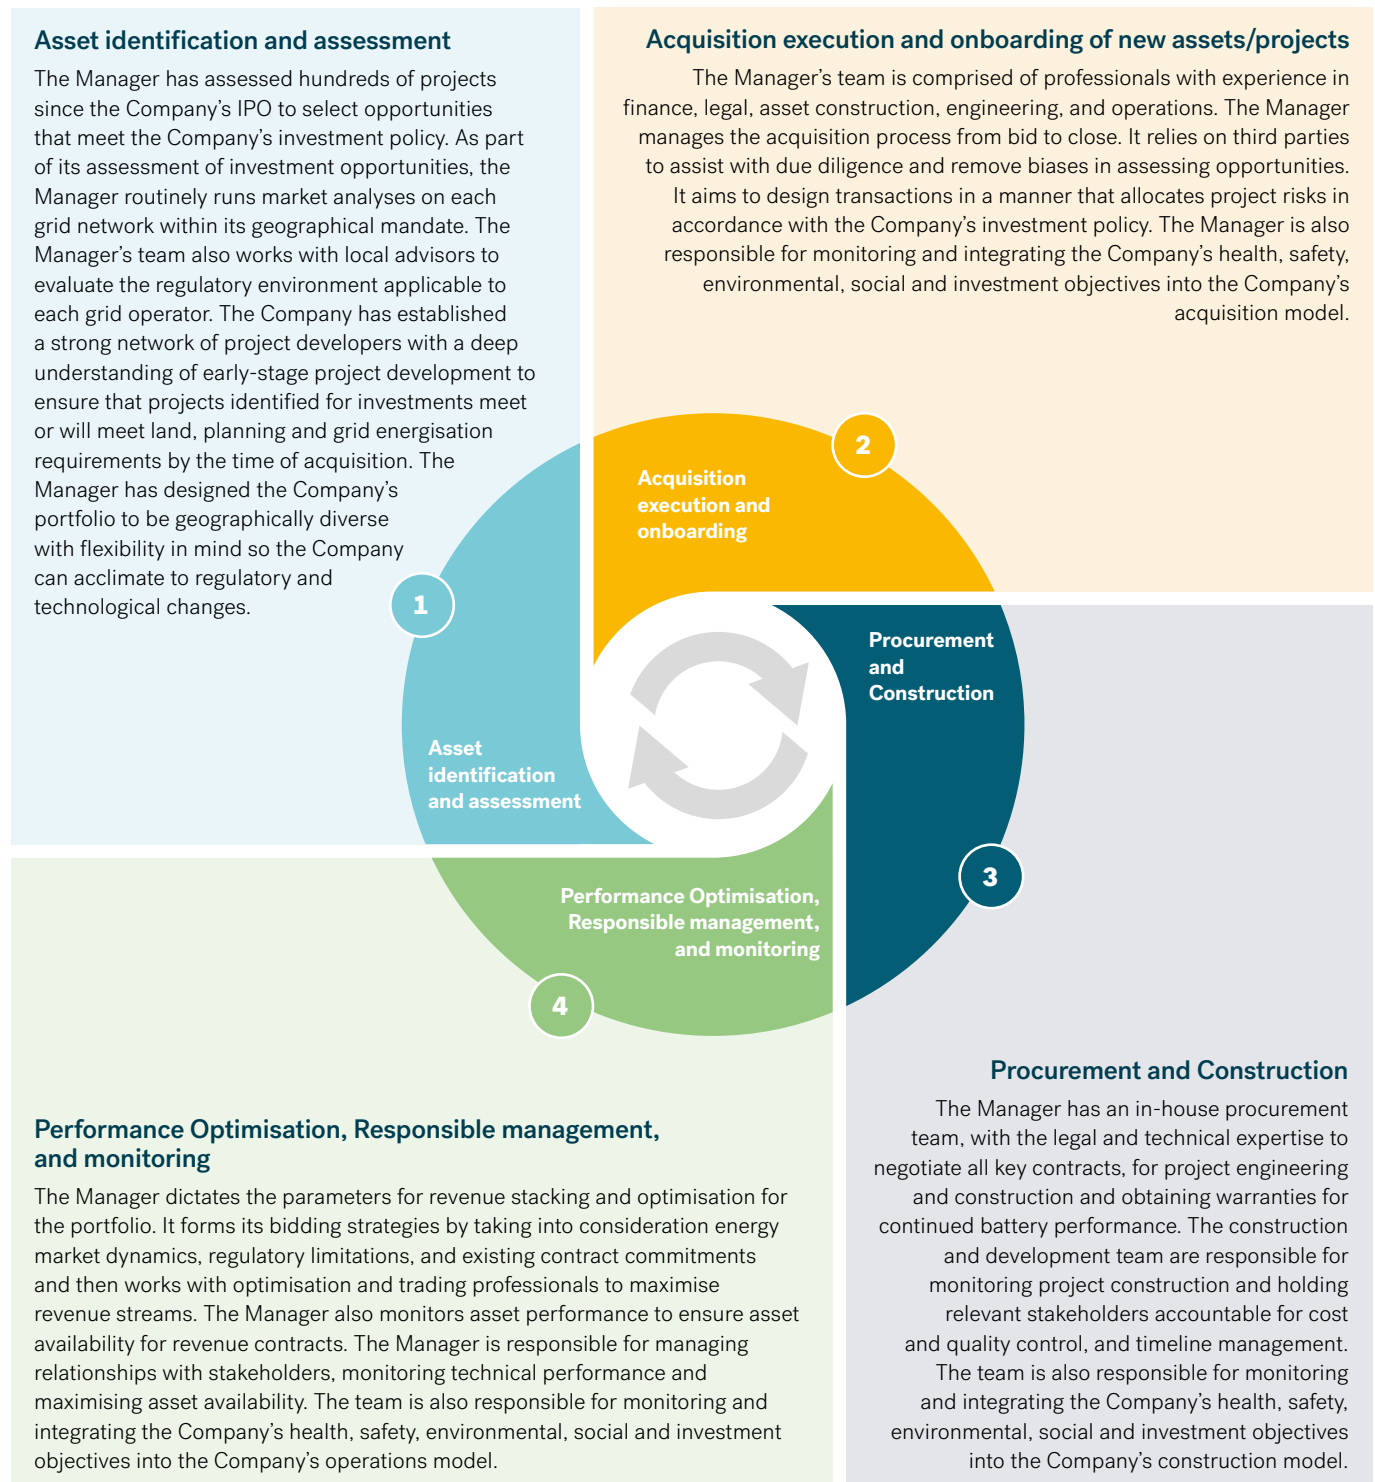 Asset identification and assessment
The Manager has assessed hundreds of projects
since the Company's IPO to select opportunities
that meet the Company's investment policy. As part
of its assessment of investment opportunities, the
Manager routinely runs market analyses on each
grid network within its geographical mandate. The
Manager's team also works with local advisors to
evaluate the regulatory environment applicable to
each grid operator. The Company has established
a strong network of project developers with a deep
understanding of early-stage project development to
ensure that projects identified for investments meet
or will meet land, planning and grid energisation
requirements by the time of acquisition. The
Manager has designed the Company's
portfolio to be geographically diverse
with flexibility in mind so the Company
can acclimate to regulatory and
technological changes.
Acquisition execution and onboarding of new assets/projects
The Manager's team is comprised of professionals with experience in
finance, legal, asset construction, engineering, and operations. The Manager
manages the acquisition process from bid to close. It relies on third parties
to assist with due diligence and remove biases in assessing opportunities.
It aims to design transactions in a manner that allocates project risks in
accordance with the Company's investment policy. The Manager is also
responsible for monitoring and integrating the Company's health, safety,
environmental, social and investment objectives into the Company's
acquisition model.
1
Asset
identification
and assessment
2
Acquisition
execution and
onboarding
Procurement
and
Construction
3
Performance Optimisation,
Responsible management,
and monitoring
4
Procurement and Construction
The Manager has an in-house procurement
team, with the legal and technical expertise to
negotiate all key contracts, for project engineering
and construction and obtaining warranties for
continued battery performance. The construction
and development team are responsible for
monitoring project construction and holding
relevant stakeholders accountable for cost
and quality control, and timeline management.
The team is also responsible for monitoring
and integrating the Company's health, safety,
environmental, social and investment objectives
into the Company's construction model.
Performance Optimisation, Responsible management,
and monitoring
The Manager dictates the parameters for revenue stacking and optimisation for
the portfolio. It forms its bidding strategies by taking into consideration energy
market dynamics, regulatory limitations, and existing contract commitments
and then works with optimisation and trading professionals to maximise
revenue streams. The Manager also monitors asset performance to ensure asset
availability for revenue contracts. The Manager is responsible for managing
relationships with stakeholders, monitoring technical performance and
maximising asset availability. The team is also responsible for monitoring and
integrating the Company's health, safety, environmental, social and investment
objectives into the Company's operations model.